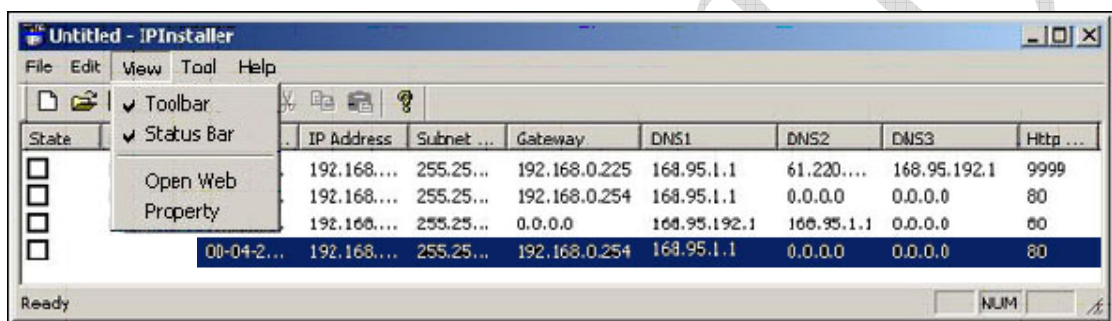 Untitled - IPInstaller
File Edit View Tool Help
Toolbar
Status Bar
Open Web
Property
State ... IP Address Subnet ... Gateway DNS1 DNS2 DNS3 Http ...
192.168.... 255.25... 192.168.0.225 168.95.1.1 61.220.... 168.95.192.1 9999
192.168.... 255.25... 192.168.0.254 168.95.1.1 0.0.0.0 0.0.0.0 80
192.168.... 255.25... 0.0.0.0 168.95.192.1 168.95.1.1 0.0.0.0 80
00-04-2... 192.168.... 255.25... 192.168.0.254 168.95.1.1 0.0.0.0 0.0.0.0 80
Ready NUM